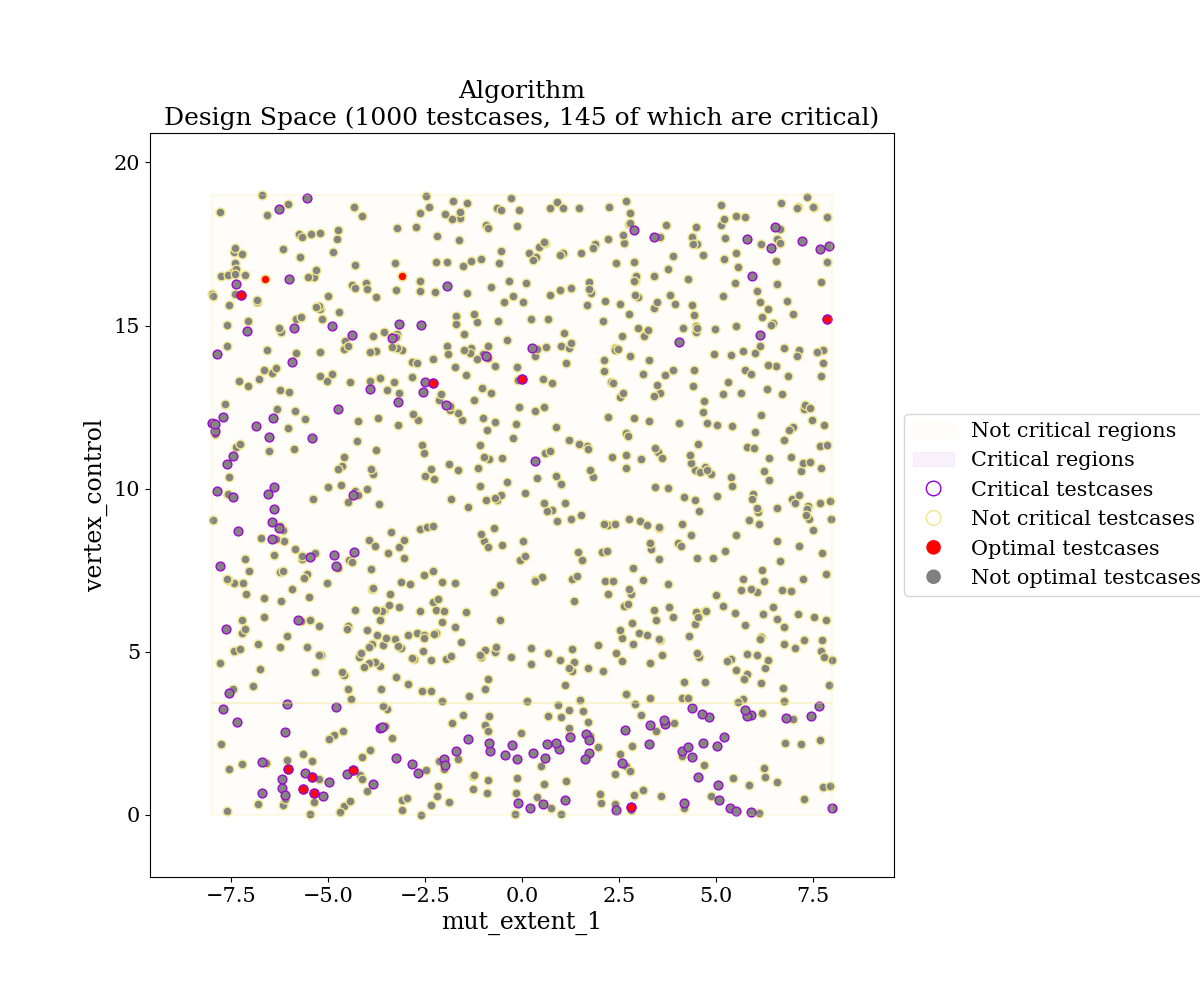 Algorithm
Design Space (1000 testcases, 145 of which are critical)
20
15
10
5
0
vertex_control
−7.5
−5.0
−2.5
0.0
2.5
5.0
7.5
mut_extent_1
Not critical regions
Critical regions
Critical testcases
Not critical testcases
Optimal testcases
Not optimal testcases